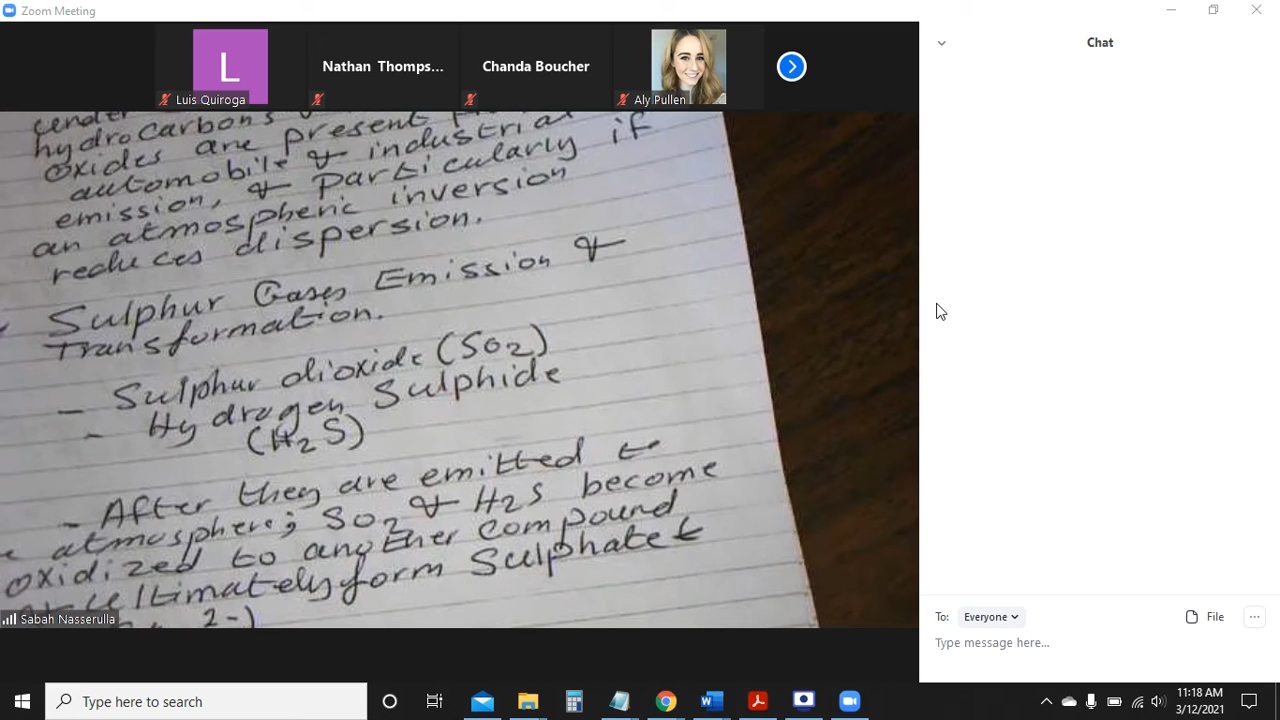 Zoom Meeting
L
Luis Quiroga
Nathan Thomps...
Chanda Boucher
Aly Pullen
Chat
hydrocarbons
oxides are present
automobile & industrial
emission, & Particularly if
an atmospheric inversion
reduces dispersion.
Sulphur Gases Emission &
Transformation.
- Sulphur dioxide (SO2)
- Hydrogen Sulphide
(H2S)
- After they are emitted to
atmosphere; SO2 & H2S become
oxidized to another compound
ultimately form Sulphate
2-)
Sabah Nasserulla
To: Everyone
File
...
Type message here...
Type here to search
11:18 AM
3/12/2021